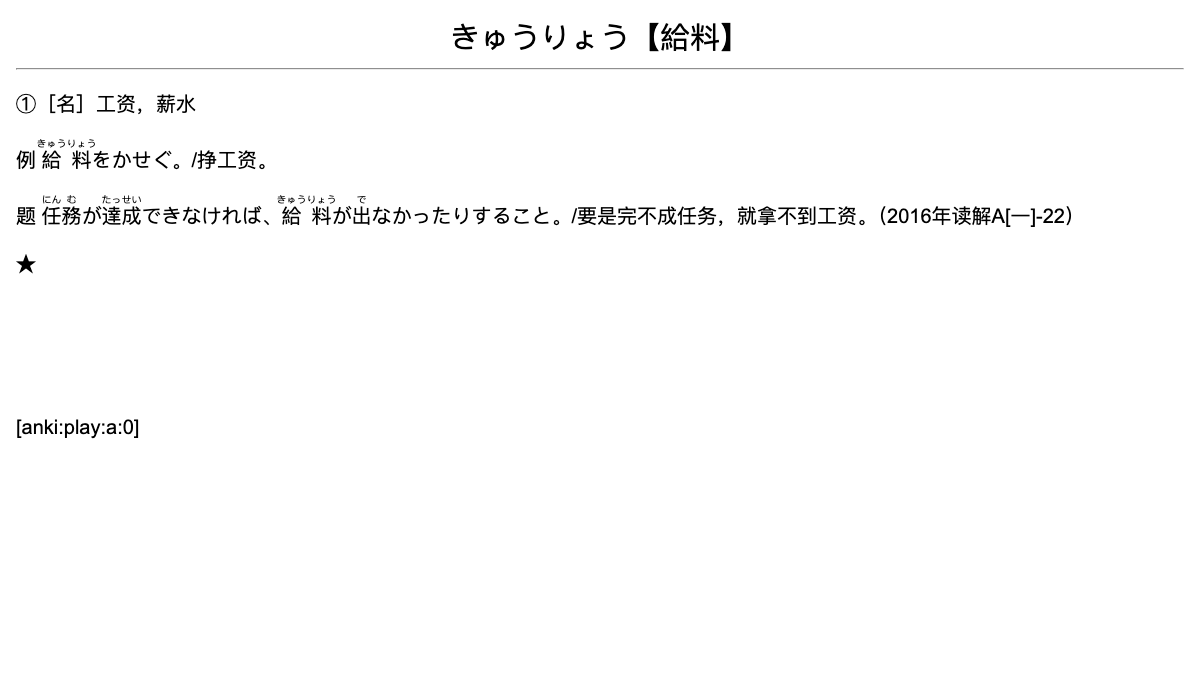 きゅうりょう【給料】
①［名］工资，薪水
きゅうりょう
例 給料をかせぐ。/挣工资。
にん む たっせい きゅうりょう で
题 任務が達成できなければ、給料が出なかったりすること。/要是完不成任务，就拿不到工资。（2016年读解A[一]-22）
★
[anki:play:a:0]